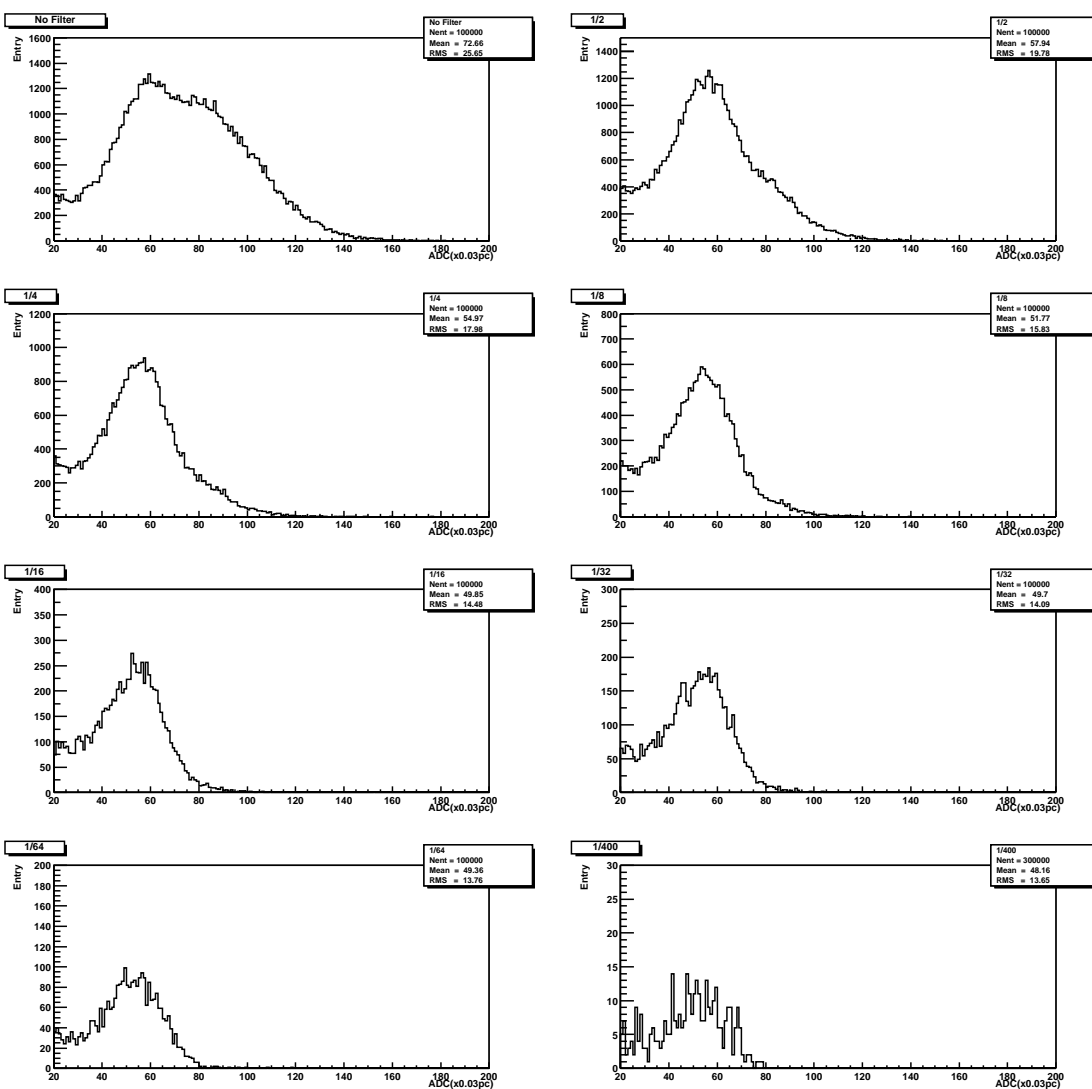 No Filter
No Filter
Nent = 100000
Mean = 72.66
RMS = 25.65
Entry
1600
1400
1200
1000
800
600
400
200
0
20 40 60 80 100 120 140 160 180 200
ADC(x0.03pc)
1/2
1/2
Nent = 100000
Mean = 57.94
RMS = 19.78
Entry
1400
1200
1000
800
600
400
200
0
20 40 60 80 100 120 140 160 180 200
ADC(x0.03pc)
1/4
1/4
Nent = 100000
Mean = 54.97
RMS = 17.98
Entry
1200
1000
800
600
400
200
0
20 40 60 80 100 120 140 160 180 200
ADC(x0.03pc)
1/8
1/8
Nent = 100000
Mean = 51.77
RMS = 15.83
Entry
800
700
600
500
400
300
200
100
0
20 40 60 80 100 120 140 160 180 200
ADC(x0.03pc)
1/16
1/16
Nent = 100000
Mean = 49.85
RMS = 14.48
Entry
400
350
300
250
200
150
100
50
0
20 40 60 80 100 120 140 160 180 200
ADC(x0.03pc)
1/32
1/32
Nent = 100000
Mean = 49.7
RMS = 14.09
Entry
300
250
200
150
100
50
0
20 40 60 80 100 120 140 160 180 200
ADC(x0.03pc)
1/64
1/64
Nent = 100000
Mean = 49.36
RMS = 13.76
Entry
200
180
160
140
120
100
80
60
40
20
0
20 40 60 80 100 120 140 160 180 200
ADC(x0.03pc)
1/400
1/400
Nent = 300000
Mean = 48.16
RMS = 13.65
Entry
30
25
20
15
10
5
0
20 40 60 80 100 120 140 160 180 200
ADC(x0.03pc)